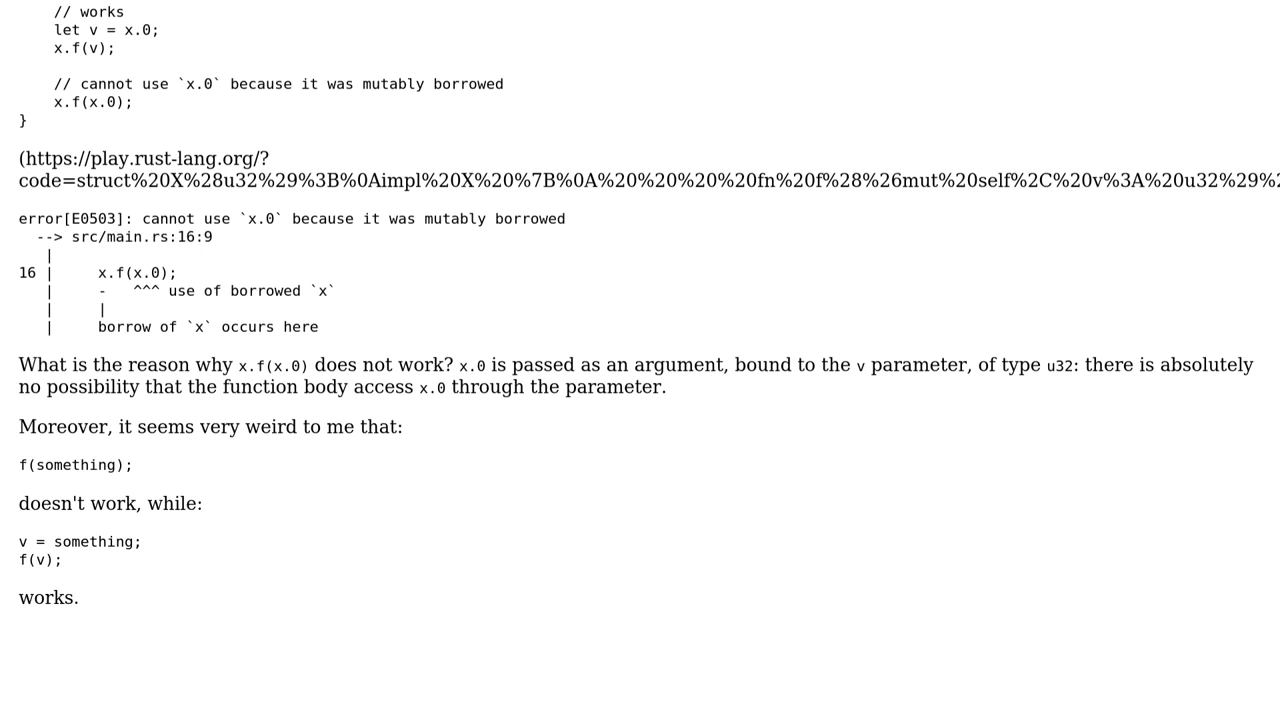 // works
let v = x.0;
x.f(v);
// cannot use `x.0` because it was mutably borrowed
x.f(x.0);
}
(https://play.rust-lang.org/?
code=struct%20X%28u32%29%3B%0Aimpl%20X%20%7B%0A%20%20%20%20fn%20f%28%26mut%20self%2C%20v%3A%20u32%29%2
error[E0503]: cannot use `x.0` because it was mutably borrowed
--> src/main.rs:16:9
|
16 |     x.f(x.0);
|     -   ^^^ use of borrowed `x`
|     |
|     borrow of `x` occurs here
What is the reason why x.f(x.0) does not work? x.0 is passed as an argument, bound to the v parameter, of type u32: there is absolutely
no possibility that the function body access x.0 through the parameter.
Moreover, it seems very weird to me that:
f(something);
doesn't work, while:
v = something;
f(v);
works.